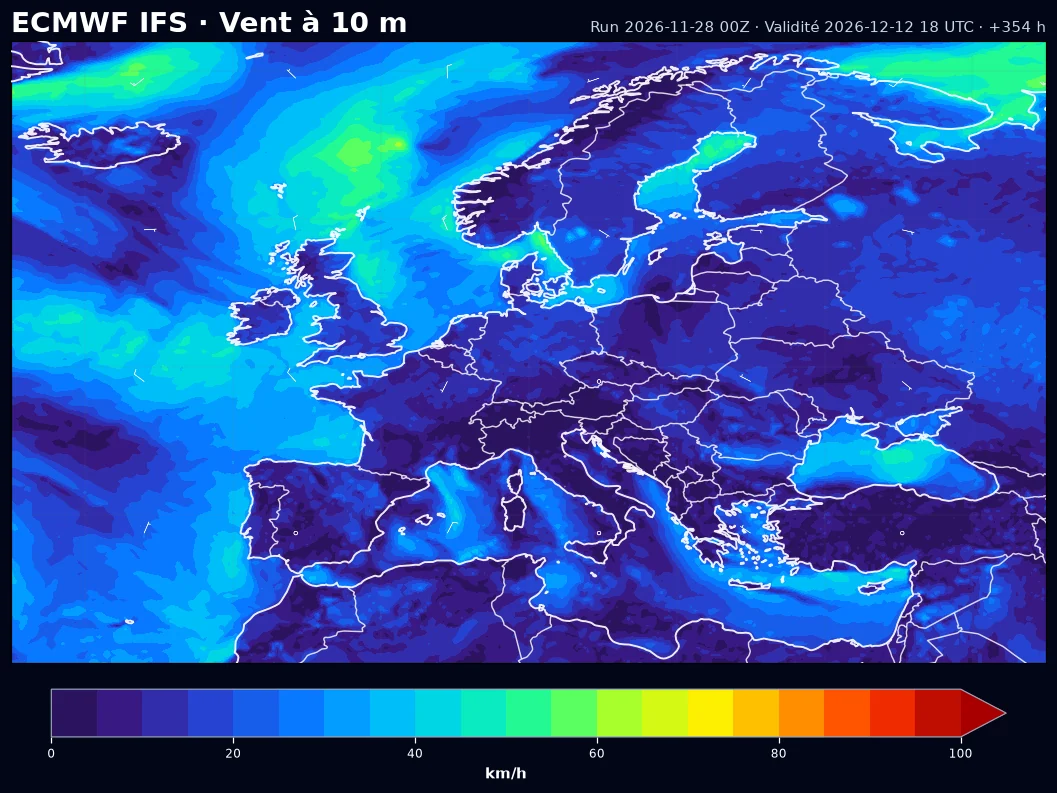 ECMWF IFS · Vent à 10 m
Run 2026-11-28 00Z · Validité 2026-12-12 18 UTC · +354 h
0 20 40 60 80 100
km/h